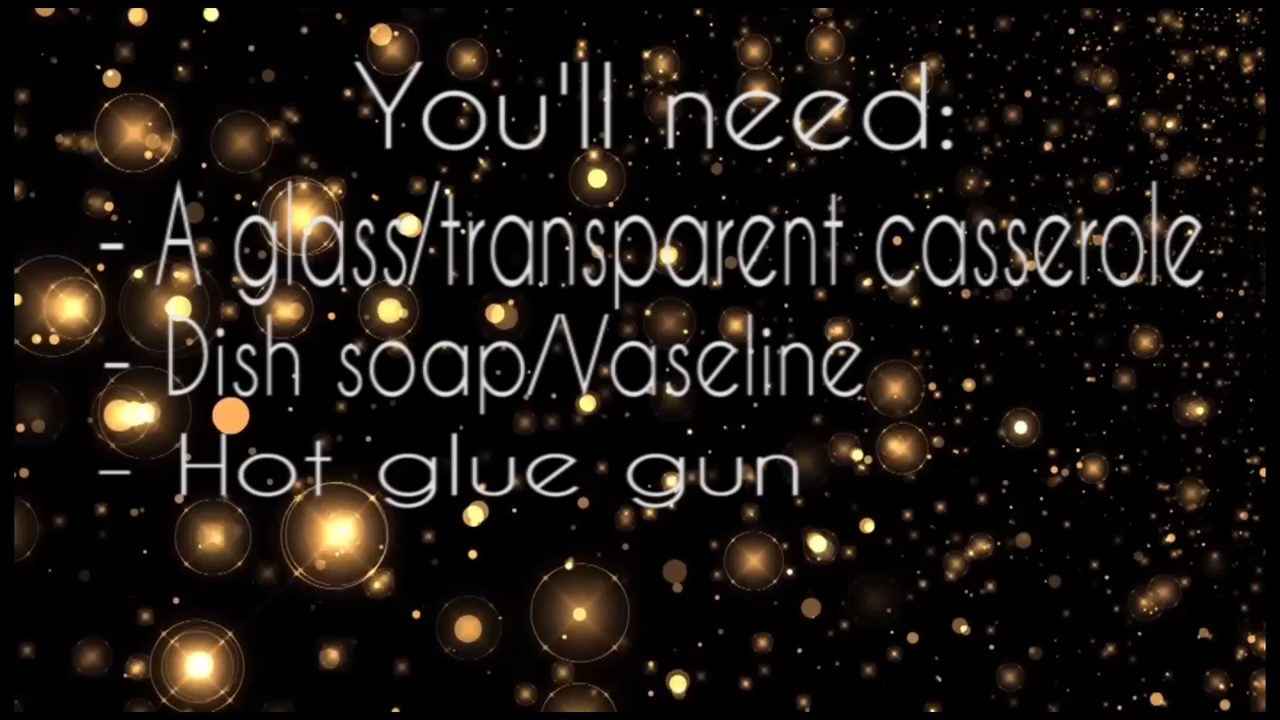 You'll need:
- A glass/transparent casserole
- Dish soap/Vaseline
- Hot glue gun